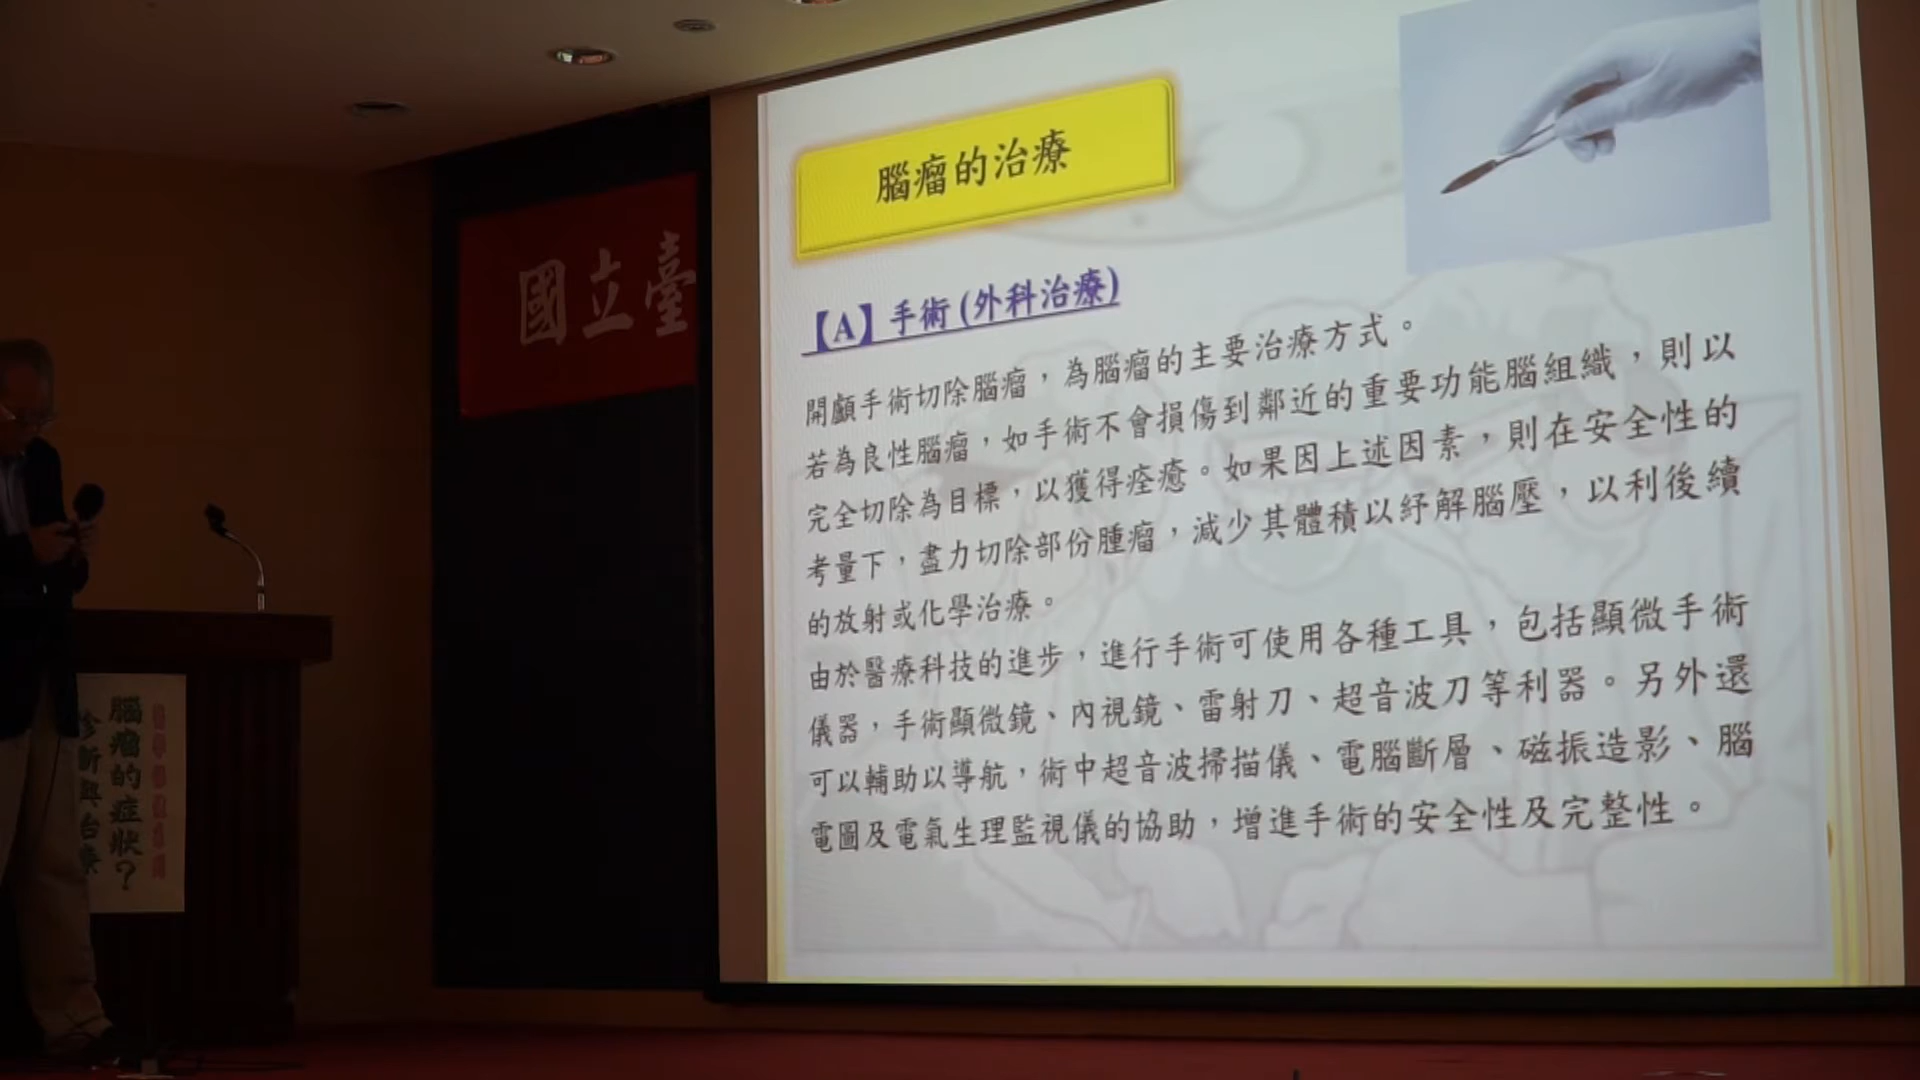 腦瘤的治療
【A】手術(外科治療)
開顱手術切除腦瘤，為腦瘤的主要治療方式。
若為良性腦瘤，如手術不會損傷到鄰近的重要功能腦組織，則以
完全切除為目標，以獲得痊癒。如果因上述因素，則在安全性的
考量下，盡力切除部份腫瘤，減少其體積以紓解腦壓，以利後續
的放射或化學治療。
由於醫療科技的進步，進行手術可使用各種工具，包括顯微手術
儀器，手術顯微鏡、內視鏡、雷射刀、超音波刀等利器。另外還
可以輔助以導航，術中超音波掃描儀、電腦斷層、磁振造影、腦
電圖及電氣生理監視儀的協助，增進手術的安全性及完整性。
國立臺
腦瘤的症狀？
診斷與治療